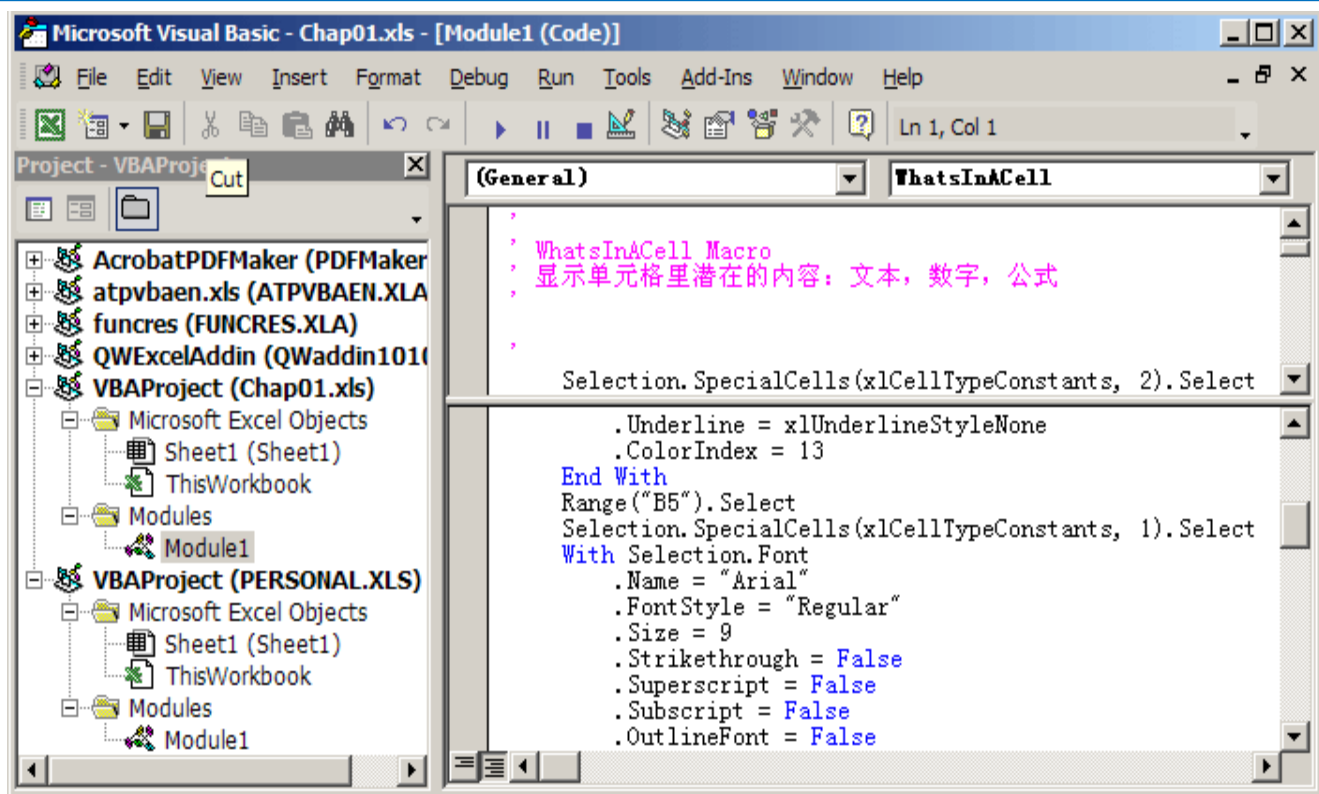 Microsoft Visual Basic - Chap01.xls - [Module1 (Code)]
File Edit View Insert Format Debug Run Tools Add-Ins Window Help
Ln 1, Col 1
Project - VBAProje
Cut
AcrobatPDFMaker (PDFMaker
atpvbaen.xls (ATPVBAEN.XLA
funcres (FUNCRES.XLA)
QWExcelAddin (QWaddin101
VBAProject (Chap01.xls)
Microsoft Excel Objects
Sheet1 (Sheet1)
ThisWorkbook
Modules
Module1
VBAProject (PERSONAL.XLS)
Microsoft Excel Objects
Sheet1 (Sheet1)
ThisWorkbook
Modules
Module1
(General) WhatsInACell
'
' WhatsInACell Macro
' 显示单元格里潜在的内容：文本，数字，公式
'
'
Selection.SpecialCells(xlCellTypeConstants, 2).Select
.Underline = xlUnderlineStyleNone
.ColorIndex = 13
End With
Range("B5").Select
Selection.SpecialCells(xlCellTypeConstants, 1).Select
With Selection.Font
.Name = "Arial"
.FontStyle = "Regular"
.Size = 9
.Strikethrough = False
.Superscript = False
.Subscript = False
.OutlineFont = False